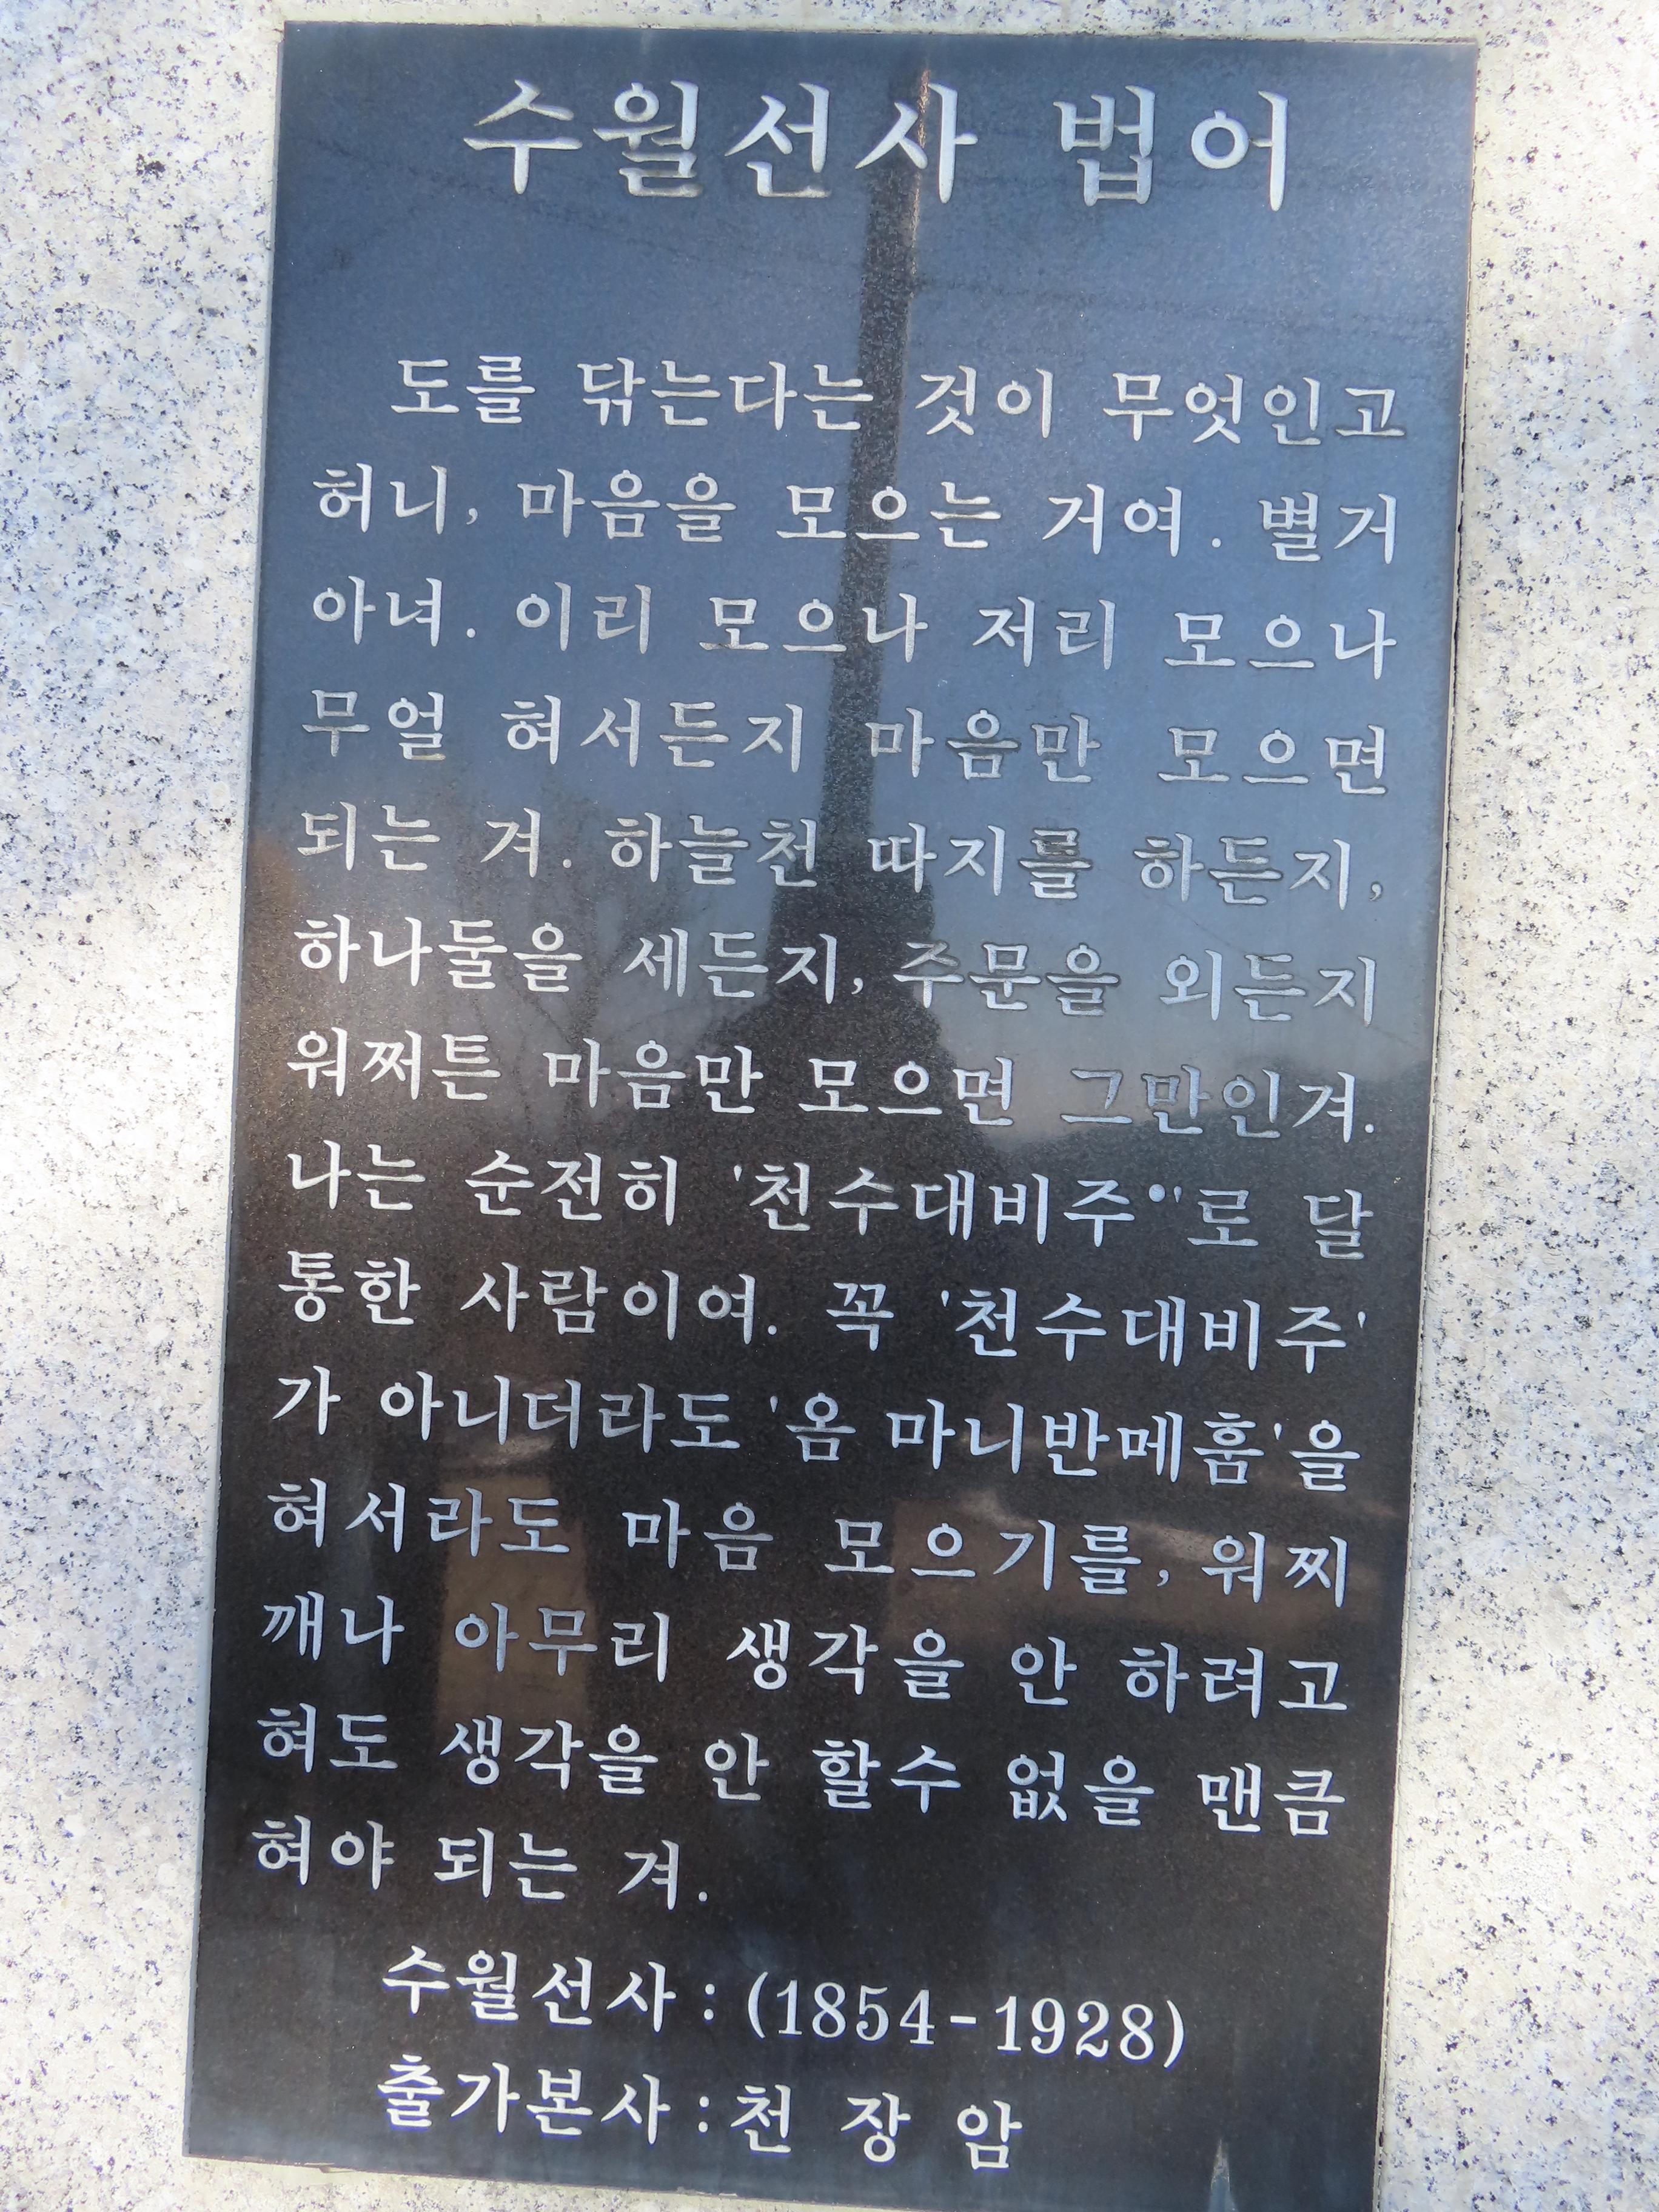 수월선사 법어
도를 닦는다는 것이 무엇인고
허니, 마음을 모으는 거여. 별거
아녀. 이리 모으나 저리 모으나
무얼 혀서든지 마음만 모으면
되는 겨. 하늘천 따지를 하든지,
하나둘을 세든지, 주문을 외든지
워쩌튼 마음만 모으면 그만인겨.
나는 순전히 '천수대비주'로 달
통한 사람이여. 꼭 '천수대비주'
가 아니더라도 '옴 마니반메훔'을
혀서라도 마음 모으기를, 워찌
깨나 아무리 생각을 안 하려고
혀도 생각을 안 할수 없을 맨큼
혀야 되는 겨.
수월선사 : (1854-1928)
출가본사 : 천 장 암